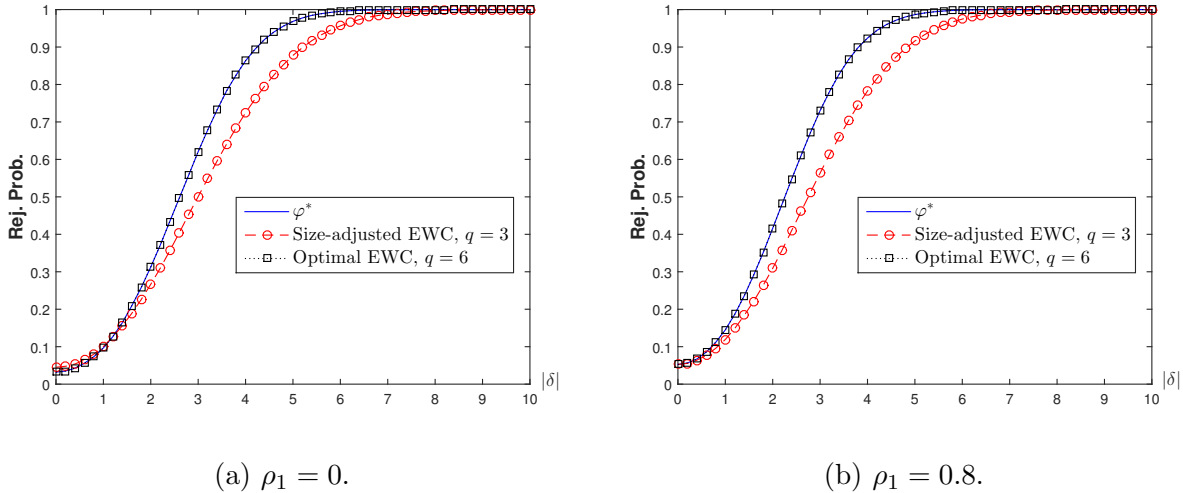 1
0.9
0.8
0.7
0.6
0.5
0.4
0.3
0.2
0.1
0
Rej. Prob.
0 1 2 3 4 5 6 7 8 9 10
|δ|
φ*
Size-adjusted EWC, q = 3
Optimal EWC, q = 6
(a) ρ₁ = 0.
1
0.9
0.8
0.7
0.6
0.5
0.4
0.3
0.2
0.1
0
Rej. Prob.
0 1 2 3 4 5 6 7 8 9 10
|δ|
φ*
Size-adjusted EWC, q = 3
Optimal EWC, q = 6
(b) ρ₁ = 0.8.